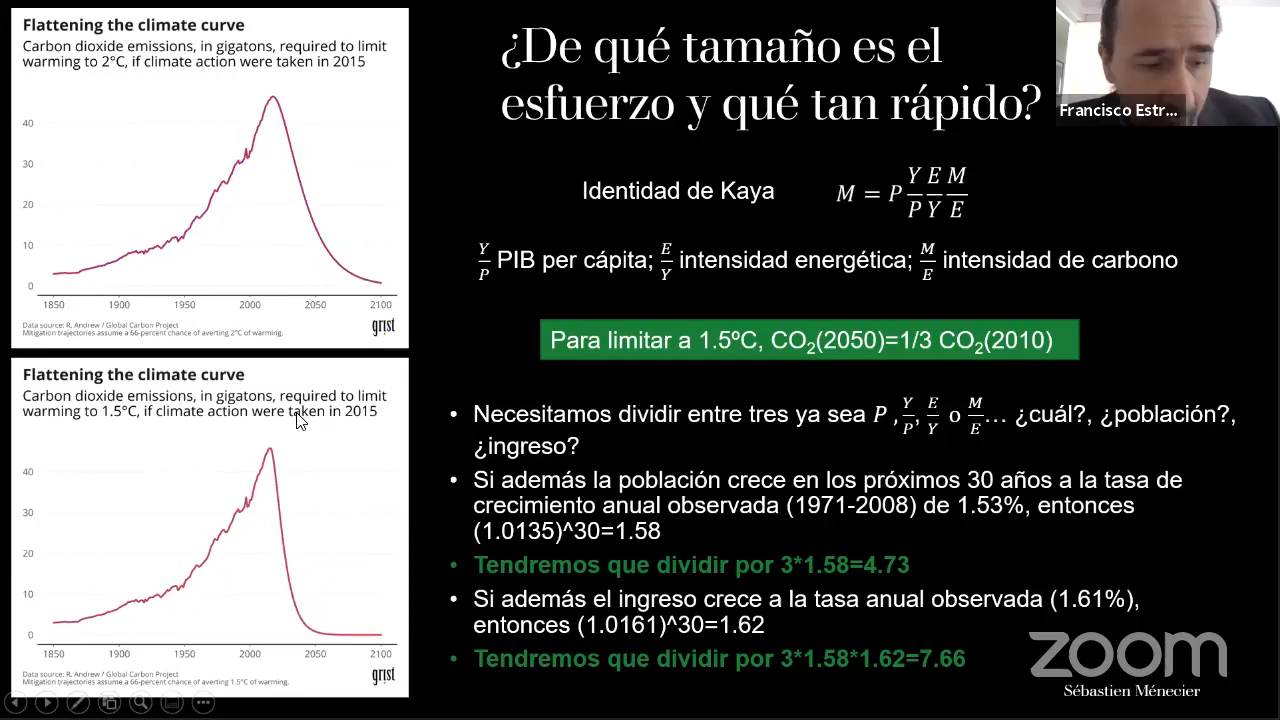 Flattening the climate curve
Carbon dioxide emissions, in gigatons, required to limit
warming to 2°C, if climate action were taken in 2015
40
30
20
10
0
1850 1900 1950 2000 2050 2100
Data source: R. Andrew / Global Carbon Project
Mitigation trajectories assume a 66-percent chance of averting 2°C of warming.
grist
Flattening the climate curve
Carbon dioxide emissions, in gigatons, required to limit
warming to 1.5°C, if climate action were taken in 2015
40
30
20
10
0
1850 1900 1950 2000 2050 2100
Data source: R. Andrew / Global Carbon Project
Mitigation trajectories assume a 66-percent chance of averting 1.5°C of warming.
grist
¿De qué tamaño es el
esfuerzo y qué tan rápido?
Francisco Estr...
Identidad de Kaya M = P Y/P E/Y M/E
Y/P PIB per cápita; E/Y intensidad energética; M/E intensidad de carbono
Para limitar a 1.5ºC, CO₂(2050)=1/3 CO₂(2010)
• Necesitamos dividir entre tres ya sea P , Y/P, E/Y o M/E… ¿cuál?, ¿población?,
¿ingreso?
• Si además la población crece en los próximos 30 años a la tasa de
crecimiento anual observada (1971-2008) de 1.53%, entonces
(1.0135)^30=1.58
• Tendremos que dividir por 3*1.58=4.73
• Si además el ingreso crece a la tasa anual observada (1.61%),
entonces (1.0161)^30=1.62
• Tendremos que dividir por 3*1.58*1.62=7.66
zoom
Sébastien Ménecier